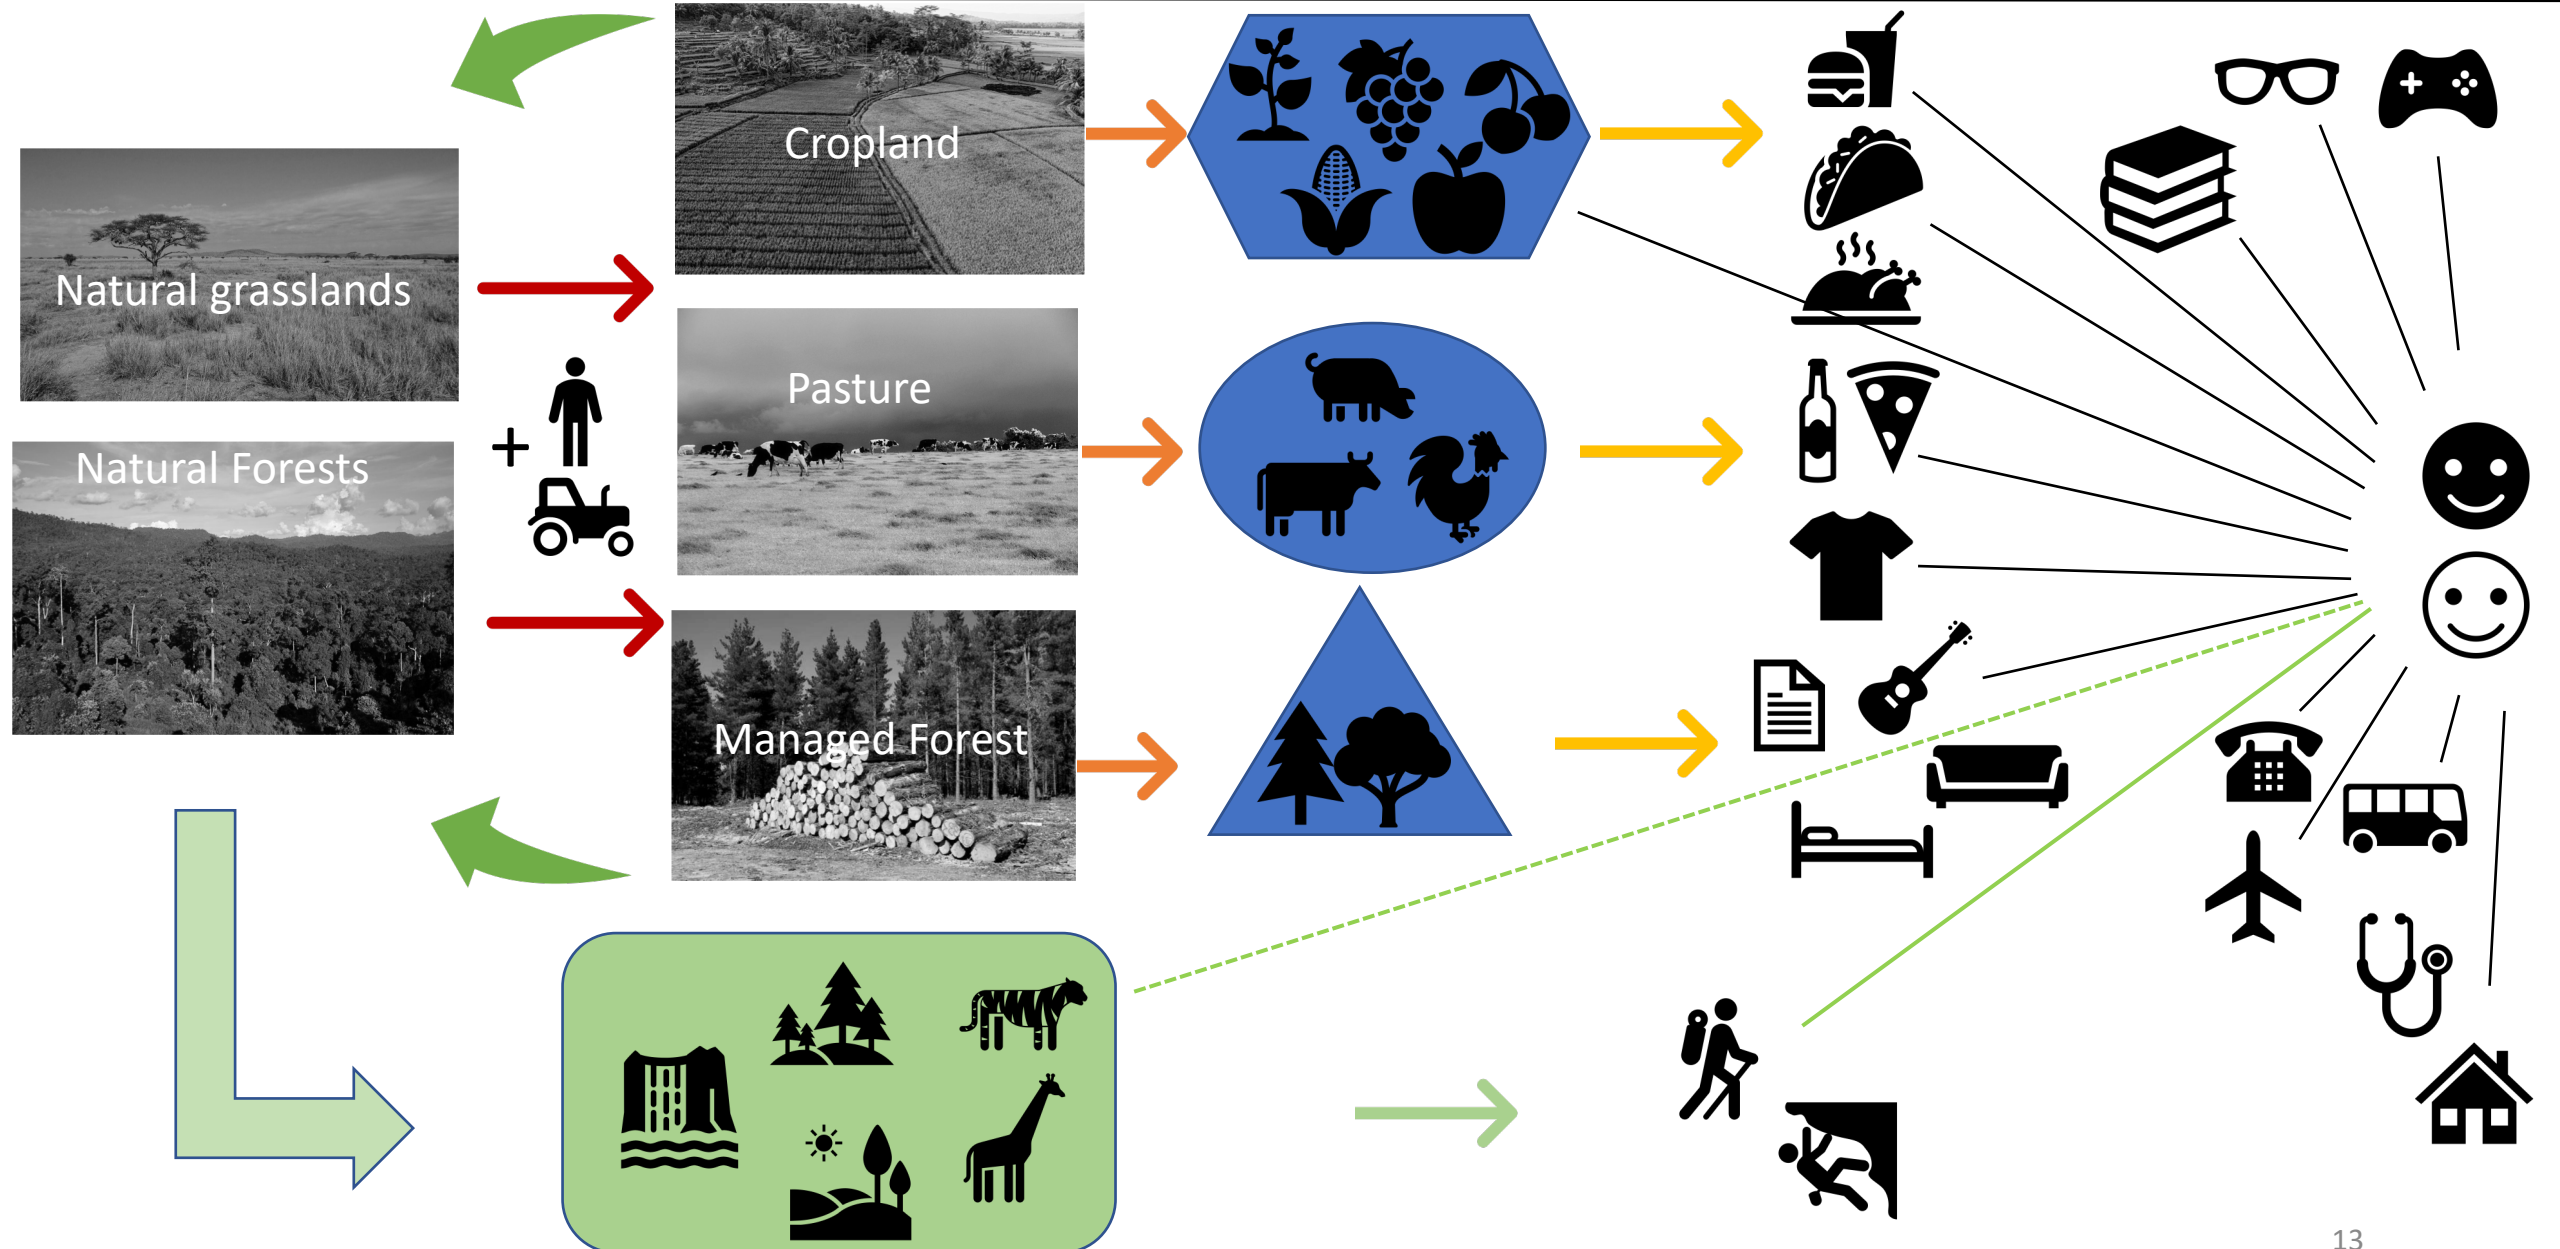 Natural grasslands
Natural Forests
Cropland
Pasture
Managed Forest
13